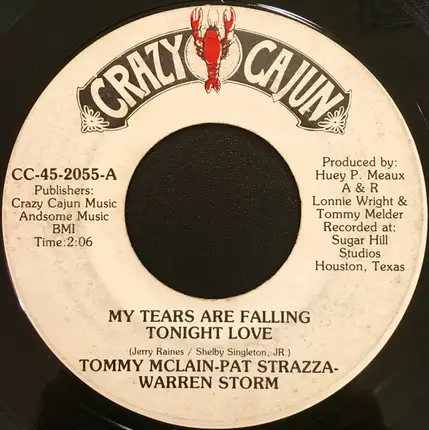 CRAZY CAJUN
CC-45-2055-A
Publishers:
Crazy Cajun Music
Andsome Music
BMI
Time:2:06
Produced by:
Huey P. Meaux
A & R
Lonnie Wright &
Tommy Melder
Recorded at:
Sugar Hill
Studios
Houston, Texas
MY TEARS ARE FALLING
TONIGHT LOVE
(Jerry Raines / Shelby Singleton, JR.)
TOMMY MCLAIN-PAT STRAZZA-
WARREN STORM